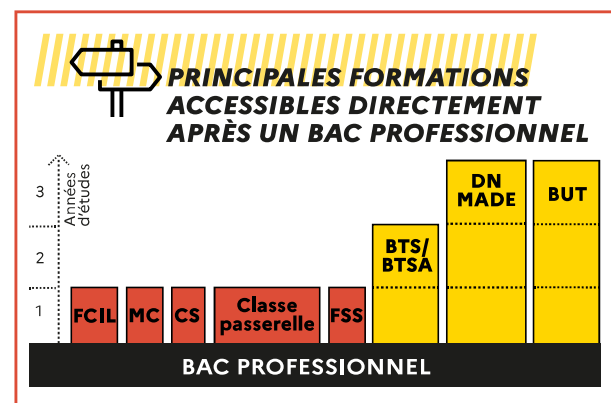 PRINCIPALES FORMATIONS
ACCESSIBLES DIRECTEMENT
APRÈS UN BAC PROFESSIONNEL
3
2
1
Années
d'études
FCIL
MC
CS
Classe
passerelle
FSS
BTS/
BTSA
DN
MADE
BUT
BAC PROFESSIONNEL